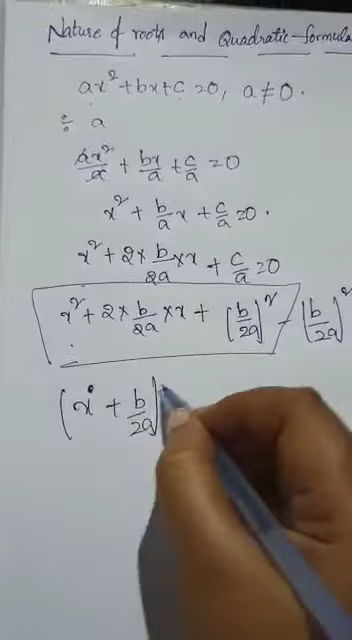 Nature of roots and Quadratic-formula
ax² + bx + c = 0, a ≠ 0.
÷ a
ax²/a + bx/a + c/a = 0
x² + b/a x + c/a = 0.
x² + 2 × b/2a × x + c/a = 0
x² + 2 × b/2a × x + (b/2a)² - (b/2a)²
(x + b/2a)